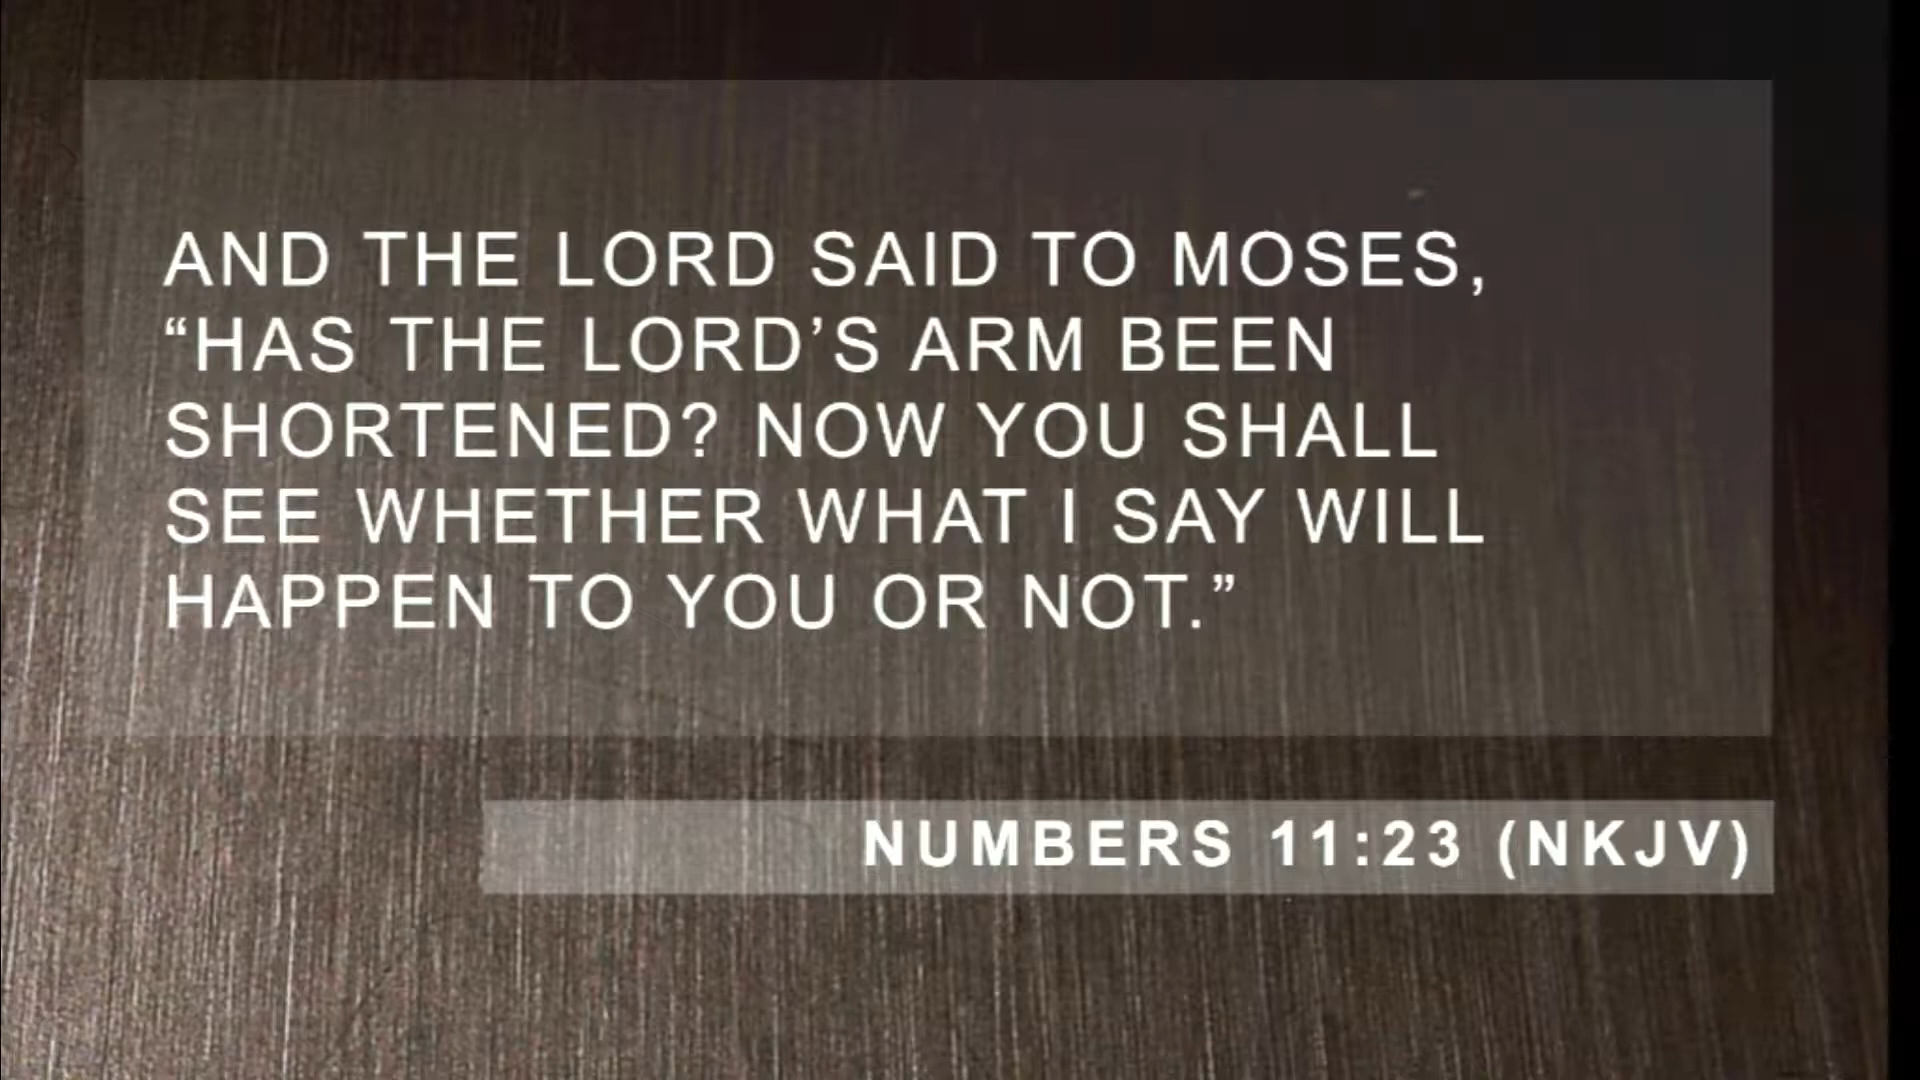 AND THE LORD SAID TO MOSES,
“HAS THE LORD’S ARM BEEN
SHORTENED? NOW YOU SHALL
SEE WHETHER WHAT I SAY WILL
HAPPEN TO YOU OR NOT.”
NUMBERS 11:23 (NKJV)